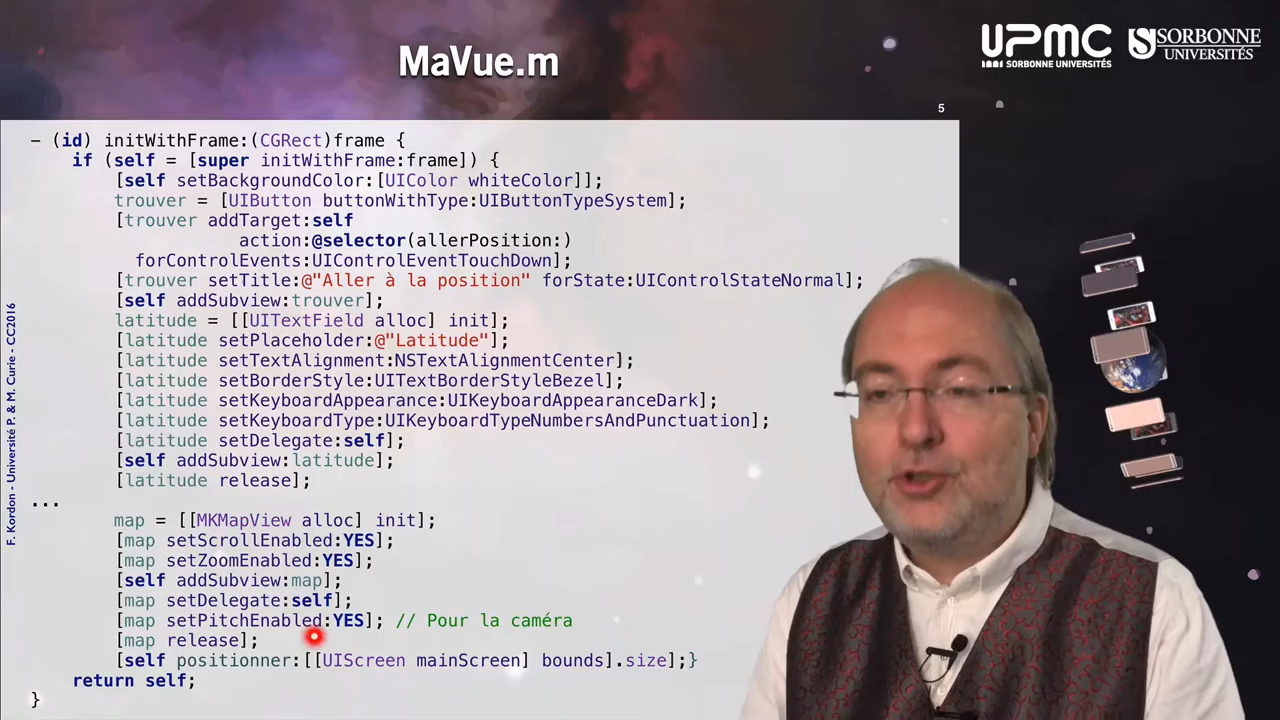 MaVue.m
UPMC
SORBONNE UNIVERSITÉS
SORBONNE
UNIVERSITÉS
5
- (id) initWithFrame:(CGRect)frame {
if (self = [super initWithFrame:frame]) {
[self setBackgroundColor:[UIColor whiteColor]];
trouver = [UIButton buttonWithType:UIButtonTypeSystem];
[trouver addTarget:self
action:@selector(allerPosition:)
forControlEvents:UIControlEventTouchDown];
[trouver setTitle:@"Aller à la position" forState:UIControlStateNormal];
[self addSubview:trouver];
latitude = [[UITextField alloc] init];
[latitude setPlaceholder:@"Latitude"];
[latitude setTextAlignment:NSTextAlignmentCenter];
[latitude setBorderStyle:UITextBorderStyleBezel];
[latitude setKeyboardAppearance:UIKeyboardAppearanceDark];
[latitude setKeyboardType:UIKeyboardTypeNumbersAndPunctuation];
[latitude setDelegate:self];
[self addSubview:latitude];
[latitude release];
...
map = [[MKMapView alloc] init];
[map setScrollEnabled:YES];
[map setZoomEnabled:YES];
[self addSubview:map];
[map setDelegate:self];
[map setPitchEnabled:YES]; // Pour la caméra
[map release];
[self positionner:[[UIScreen mainScreen] bounds].size];}
return self;
}
F. Kordon - Université P. & M. Curie - CC2016